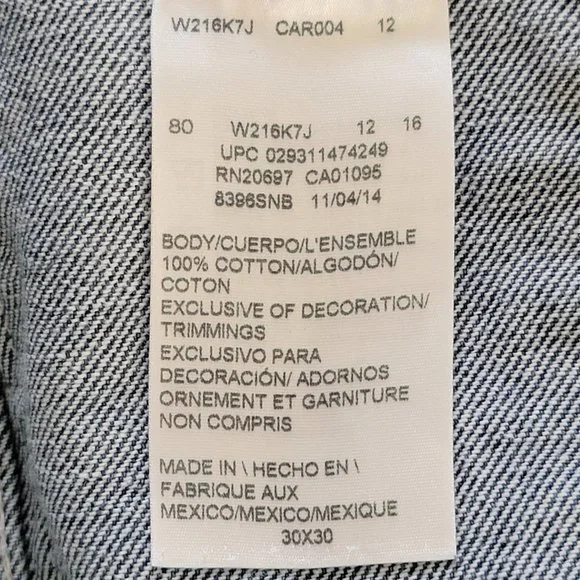 W216K7J CAR004 12
80 W216K7J 12 16
UPC 029311474249
RN20697 CA01095
8396SNB 11/04/14
BODY/CUERPO/L'ENSEMBLE
100% COTTON/ALGODÓN/
COTON
EXCLUSIVE OF DECORATION/
TRIMMINGS
EXCLUSIVO PARA
DECORACIÓN/ ADORNOS
ORNEMENT ET GARNITURE
NON COMPRIS
MADE IN \ HECHO EN \
FABRIQUE AUX
MEXICO/MEXICO/MEXIQUE
30X30